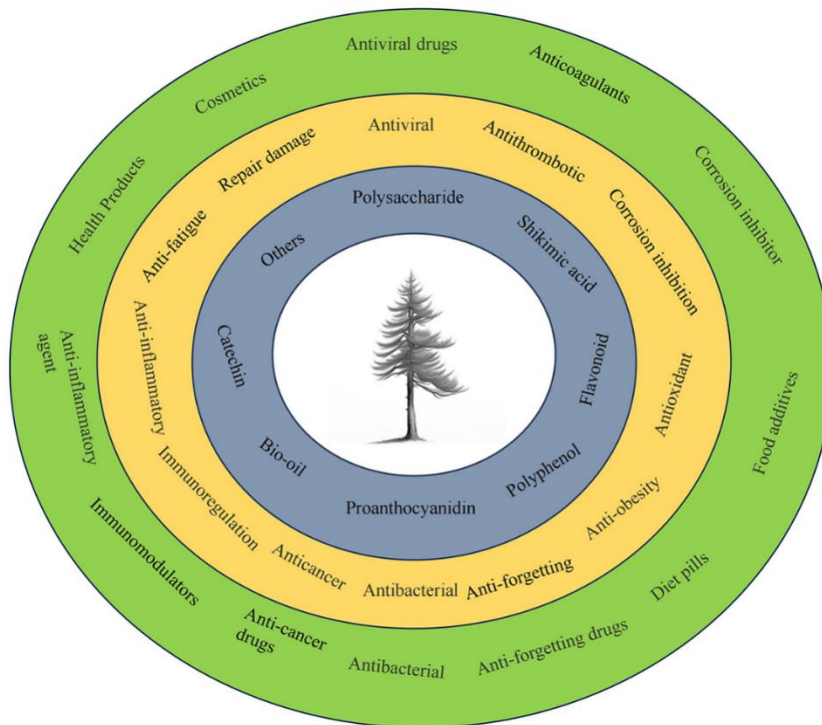 Antiviral drugs
Anticoagulants
Corrosion inhibitor
Food additives
Diet pills
Anti-forgetting drugs
Antibacterial
Anti-cancer
drugs
Immunomodulators
Anti-inflammatory
agent
Health Products
Cosmetics
Antiviral
Antithrombotic
Corrosion inhibition
Antioxidant
Anti-obesity
Anti-forgetting
Antibacterial
Anticancer
Immunoregulation
Anti-inflammatory
Anti-fatigue
Repair damage
Polysaccharide
Shikimic acid
Flavonoid
Polyphenol
Proanthocyanidin
Bio-oil
Catechin
Others